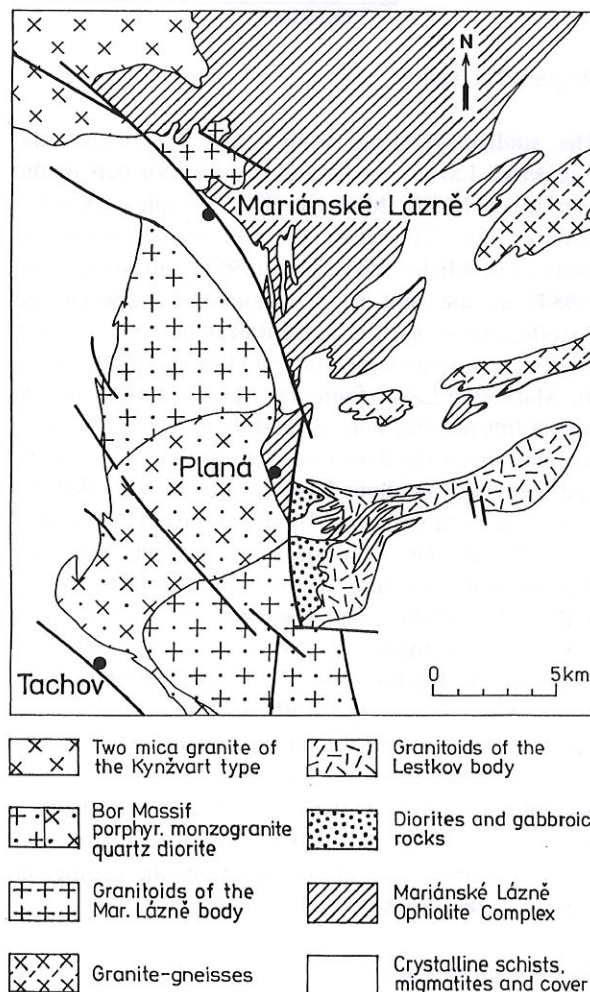 N
Mariánské Lázně
Planá
Tachov
0 5km
Two mica granite of
the Kynžvart type
Bor Massif
porphyr. monzogranite
quartz diorite
Granitoids of the
Mar. Lázně body
Granite-gneisses
Granitoids of the
Lestkov body
Diorites and gabbroic
rocks
Mariánské Lázně
Ophiolite Complex
Crystalline schists,
migmatites and cover